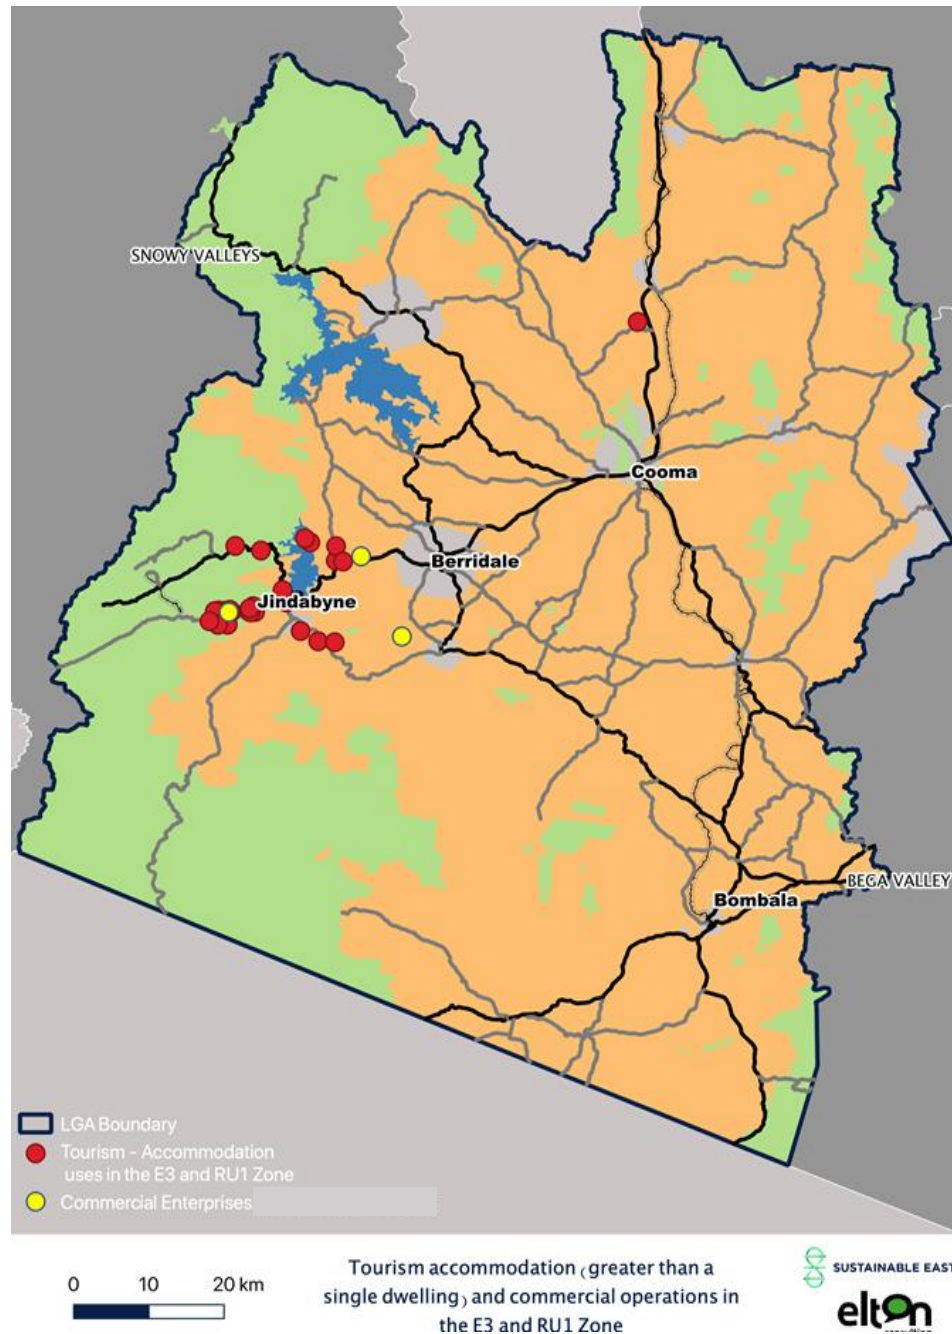 SNOWY VALLEYS
Cooma
Berridale
Jindabyne
BEGA VALLEY
Bombala
LGA Boundary
Tourism - Accommodation
uses in the E3 and RU1 Zone
Commercial Enterprises
0 10 20 km
Tourism accommodation (greater than a
single dwelling) and commercial operations in
the E3 and RU1 Zone
SUSTAINABLE EAST
elton
consulting